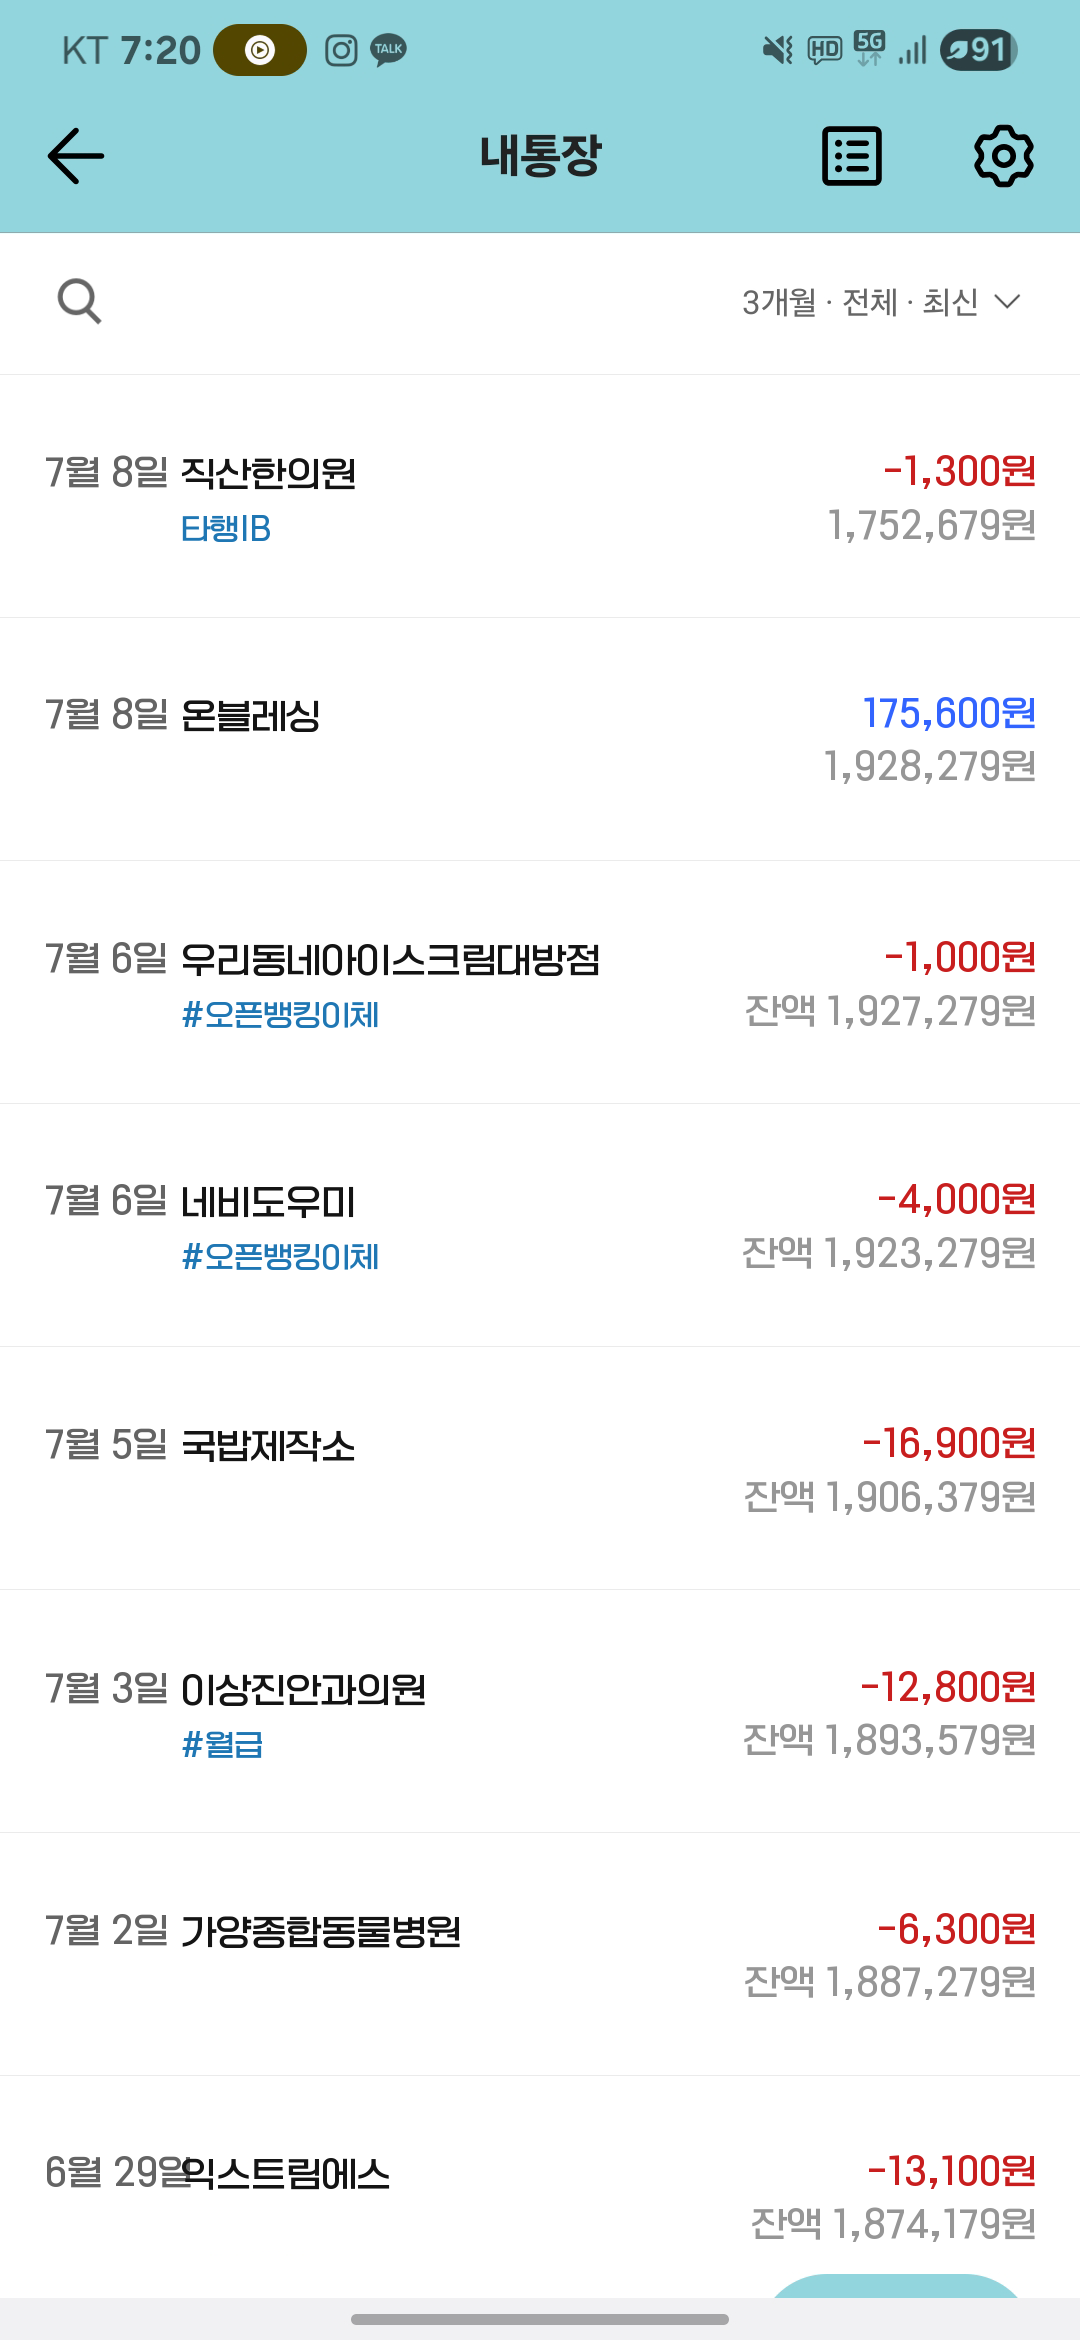 KT 7:20 TALK HD 5G 91
내통장
3개월 · 전체 · 최신
7월 8일 직산한의원 -1,300원
타행IB 1,752,679원
7월 8일 온블레싱 175,600원
1,928,279원
7월 6일 우리동네아이스크림대방점 -1,000원
#오픈뱅킹이체 잔액 1,927,279원
7월 6일 네비도우미 -4,000원
#오픈뱅킹이체 잔액 1,923,279원
7월 5일 국밥제작소 -16,900원
잔액 1,906,379원
7월 3일 이상진안과의원 -12,800원
#월급 잔액 1,893,579원
7월 2일 가양종합동물병원 -6,300원
잔액 1,887,279원
6월 29일 익스트림에스 -13,100원
잔액 1,874,179원